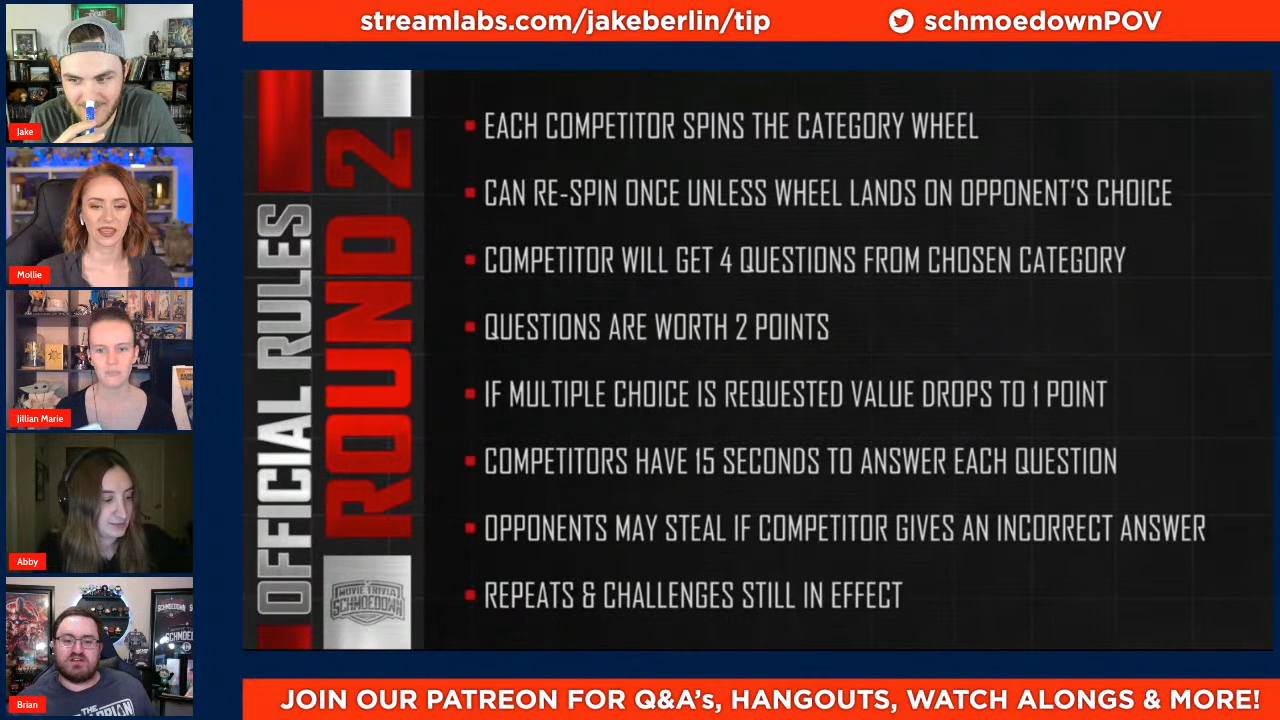 streamlabs.com/jakeberlin/tip
schmoedownPOV
Jake
Mollie
Jillian Marie
Abby
Brian
OFFICIAL RULES
ROUND 2
MOVIE TRIVIA
SCHMOEDOWN
EACH COMPETITOR SPINS THE CATEGORY WHEEL
CAN RE-SPIN ONCE UNLESS WHEEL LANDS ON OPPONENT'S CHOICE
COMPETITOR WILL GET 4 QUESTIONS FROM CHOSEN CATEGORY
QUESTIONS ARE WORTH 2 POINTS
IF MULTIPLE CHOICE IS REQUESTED VALUE DROPS TO 1 POINT
COMPETITORS HAVE 15 SECONDS TO ANSWER EACH QUESTION
OPPONENTS MAY STEAL IF COMPETITOR GIVES AN INCORRECT ANSWER
REPEATS & CHALLENGES STILL IN EFFECT
JOIN OUR PATREON FOR Q&A's, HANGOUTS, WATCH ALONGS & MORE!